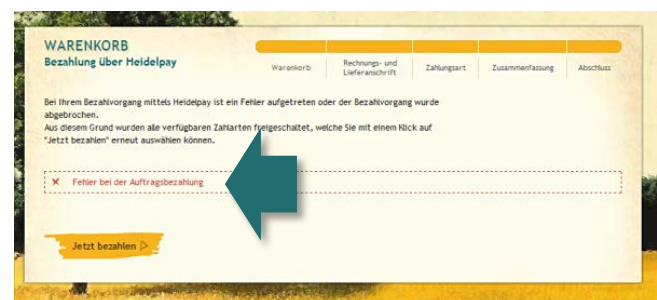 WARENKORB
Bezahlung über Heidelpay
Warenkorb
Rechnungs- und
Lieferanschrift
Zahlungsart
Zusammenfassung
Abschluss
Bei Ihrem Bezahlvorgang mittels Heidelpay ist ein Fehler aufgetreten oder der Bezahlvorgang wurde
abgebrochen.
Aus diesem Grund wurden alle verfügbaren Zahlarten freigeschaltet, welche Sie mit einem Klick auf
"Jetzt bezahlen" erneut auswählen können.
Fehler bei der Auftragsbezahlung
Jetzt bezahlen